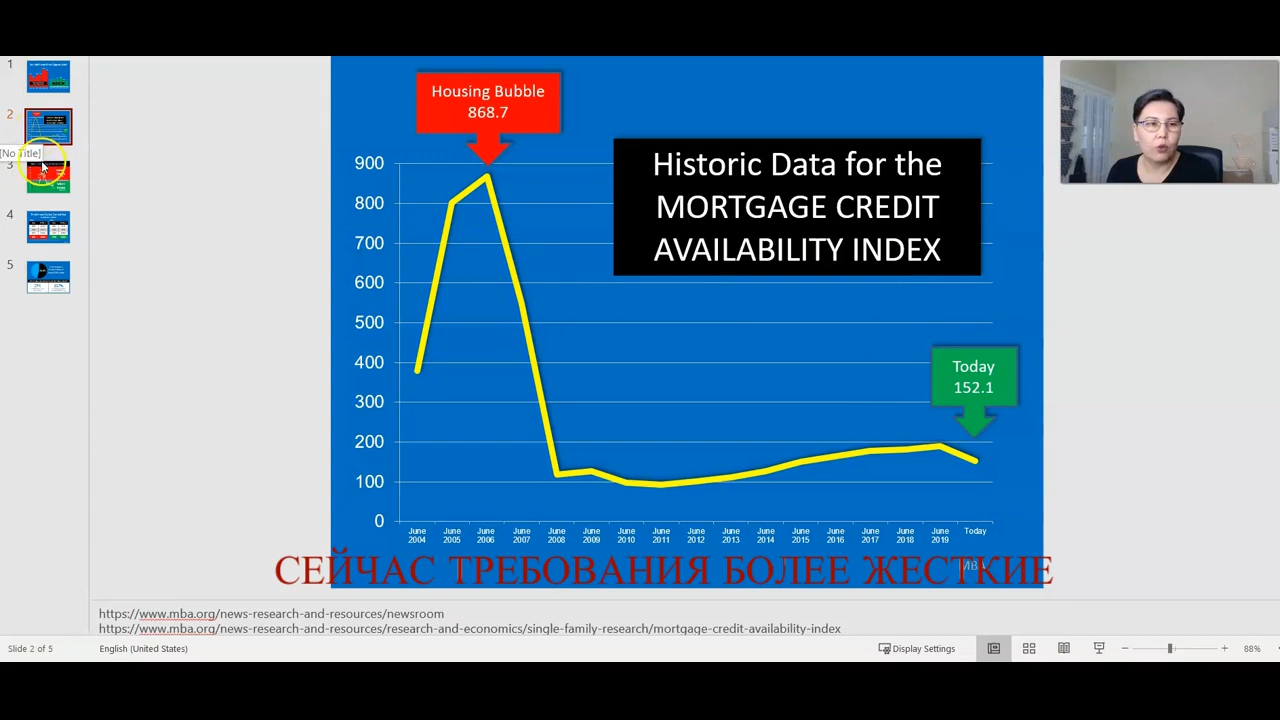 1
2
[No Title]
3
4
5
Housing Bubble
868.7
Historic Data for the
MORTGAGE CREDIT
AVAILABILITY INDEX
Today
152.1
900
800
700
600
500
400
300
200
100
0
June 2004
June 2005
June 2006
June 2007
June 2008
June 2009
June 2010
June 2011
June 2012
June 2013
June 2014
June 2015
June 2016
June 2017
June 2018
June 2019
Today
MBA
СЕЙЧАС ТРЕБОВАНИЯ БОЛЕЕ ЖЕСТКИЕ
https://www.mba.org/news-research-and-resources/newsroom
https://www.mba.org/news-research-and-resources/research-and-economics/single-family-research/mortgage-credit-availability-index
Slide 2 of 5
English (United States)
Display Settings
88%